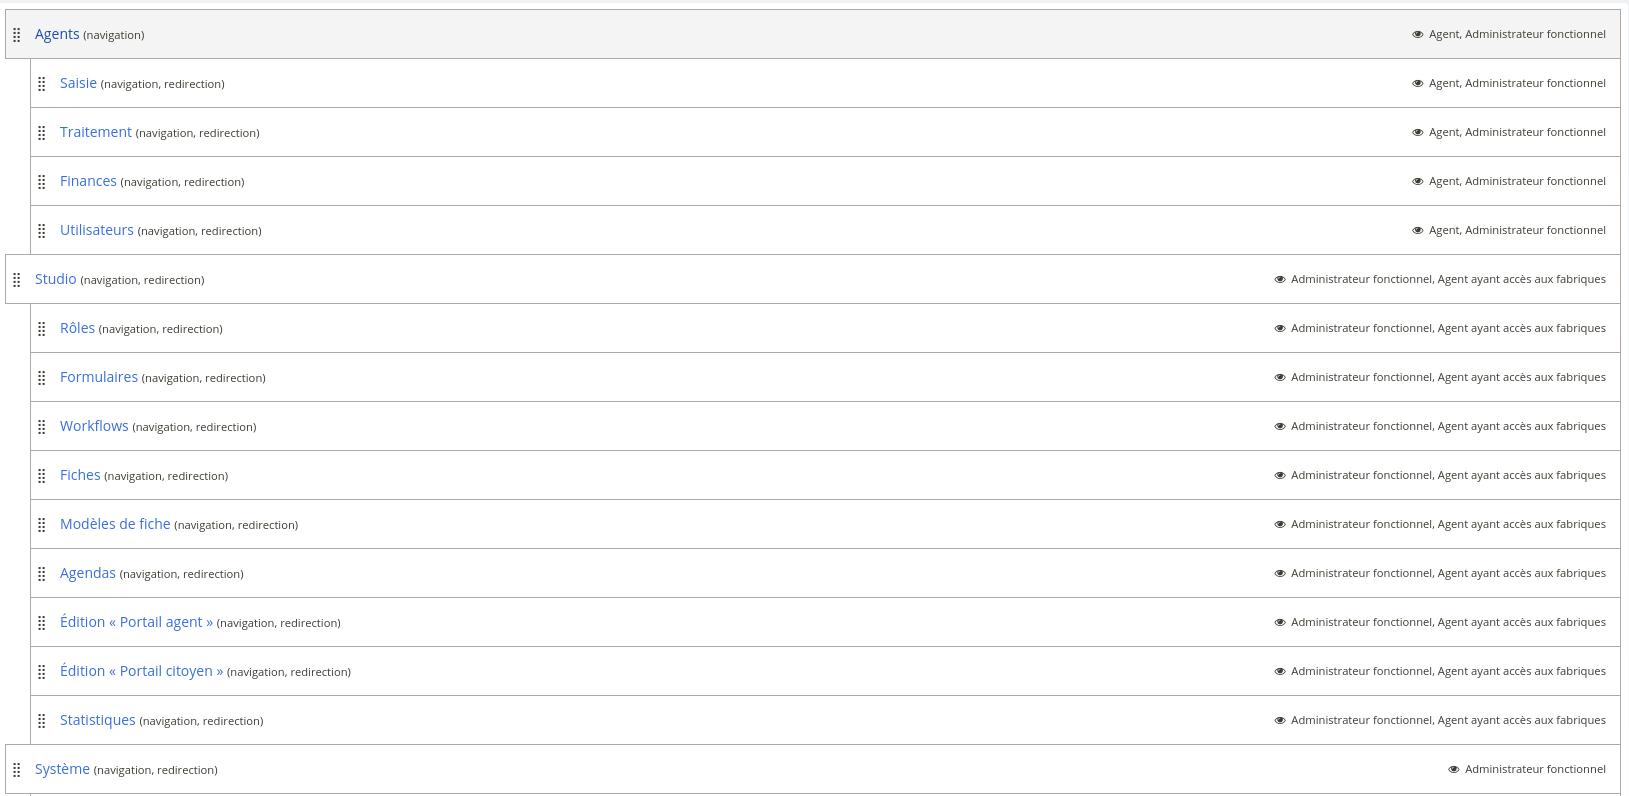 Agents (navigation) Agent, Administrateur fonctionnel
Saisie (navigation, redirection) Agent, Administrateur fonctionnel
Traitement (navigation, redirection) Agent, Administrateur fonctionnel
Finances (navigation, redirection) Agent, Administrateur fonctionnel
Utilisateurs (navigation, redirection) Agent, Administrateur fonctionnel
Studio (navigation, redirection) Administrateur fonctionnel, Agent ayant accès aux fabriques
Rôles (navigation, redirection) Administrateur fonctionnel, Agent ayant accès aux fabriques
Formulaires (navigation, redirection) Administrateur fonctionnel, Agent ayant accès aux fabriques
Workflows (navigation, redirection) Administrateur fonctionnel, Agent ayant accès aux fabriques
Fiches (navigation, redirection) Administrateur fonctionnel, Agent ayant accès aux fabriques
Modèles de fiche (navigation, redirection) Administrateur fonctionnel, Agent ayant accès aux fabriques
Agendas (navigation, redirection) Administrateur fonctionnel, Agent ayant accès aux fabriques
Édition « Portail agent » (navigation, redirection) Administrateur fonctionnel, Agent ayant accès aux fabriques
Édition « Portail citoyen » (navigation, redirection) Administrateur fonctionnel, Agent ayant accès aux fabriques
Statistiques (navigation, redirection) Administrateur fonctionnel, Agent ayant accès aux fabriques
Système (navigation, redirection) Administrateur fonctionnel